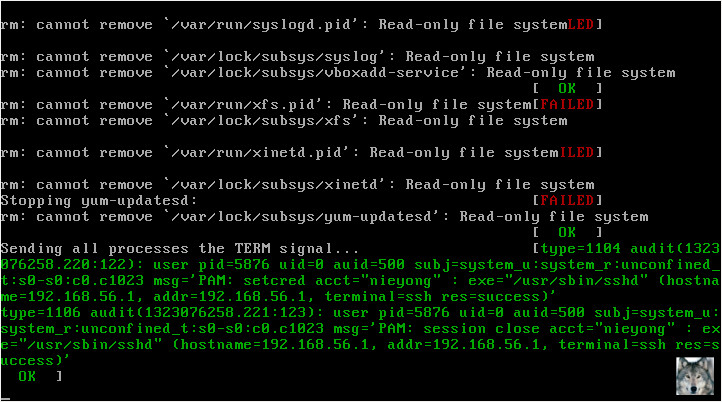 rm: cannot remove `/var/run/syslogd.pid': Read-only file systemLED]
rm: cannot remove `/var/lock/subsys/syslog': Read-only file system
rm: cannot remove `/var/lock/subsys/vboxadd-service': Read-only file system
[  OK  ]
rm: cannot remove `/var/run/xfs.pid': Read-only file system[FAILED]
rm: cannot remove `/var/lock/subsys/xfs': Read-only file system
rm: cannot remove `/var/run/xinetd.pid': Read-only file systemILED]
rm: cannot remove `/var/lock/subsys/xinetd': Read-only file system
Stopping yum-updatesd: [FAILED]
rm: cannot remove `/var/lock/subsys/yum-updatesd': Read-only file system
[  OK  ]
Sending all processes the TERM signal... [type=1104 audit(1323
076258.220:122): user pid=5876 uid=0 auid=500 subj=system_u:system_r:unconfined_
t:s0-s0:c0.c1023 msg='PAM: setcred acct="nieyong" : exe="/usr/sbin/sshd" (hostna
me=192.168.56.1, addr=192.168.56.1, terminal=ssh res=success)'
type=1106 audit(1323076258.221:123): user pid=5876 uid=0 auid=500 subj=system_u:
system_r:unconfined_t:s0-s0:c0.c1023 msg='PAM: session close acct="nieyong" : ex
e="/usr/sbin/sshd" (hostname=192.168.56.1, addr=192.168.56.1, terminal=ssh res=s
uccess)'
OK  ]